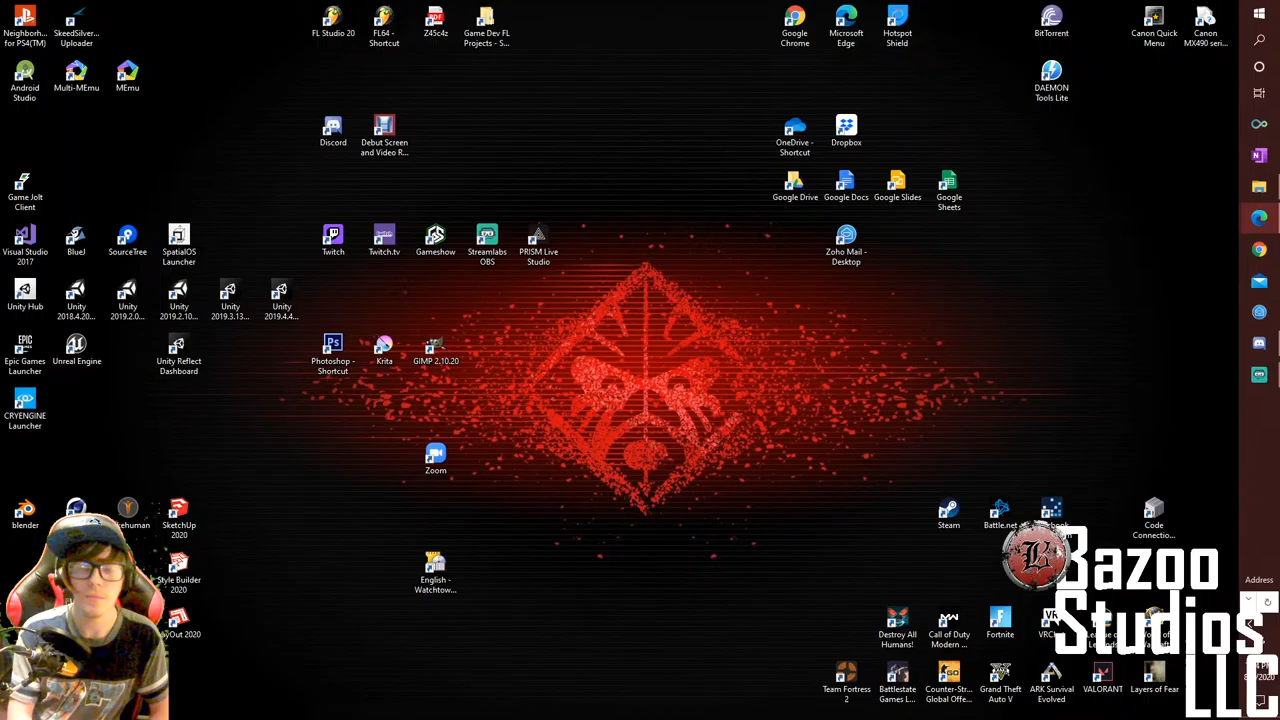 Neighborh...
for PS4(TM)
SkeedSilver...
Uploader
FL Studio 20
FL64 -
Shortcut
Z45c4z
Game Dev FL
Projects - S...
Google
Chrome
Microsoft
Edge
Hotspot
Shield
BitTorrent
Canon Quick
Menu
Canon
MX490 seri...
Android
Studio
Multi-MEmu
MEmu
DAEMON
Tools Lite
Discord
Debut Screen
and Video R...
OneDrive -
Shortcut
Dropbox
Game Jolt
Client
Google Drive
Google Docs
Google Slides
Google
Sheets
Visual Studio
2017
BlueJ
SourceTree
SpatialOS
Launcher
Twitch
Twitch.tv
Gameshow
Streamlabs
OBS
PRISM Live
Studio
Zoho Mail -
Desktop
Unity Hub
Unity
2018.4.20...
Unity
2019.2.0...
Unity
2019.2.10...
Unity
2019.3.13...
Unity
2019.4.4...
EPIC
Epic Games
Launcher
Unreal Engine
Unity Reflect
Dashboard
Ps
Photoshop -
Shortcut
Krita
GIMP 2.10.20
CRYENGINE
Launcher
Zoom
blender
SketchUp
2020
Steam
Battle.net
Code
Connectio...
Style Builder
2020
English -
Watchtow...
Bazoo
Studios
LLC
Address
Destroy All
Humans!
Call of Duty
Modern ...
Fortnite
VRCh
Team Fortress
2
Battlestate
Games L...
Counter-Str...
Global Offe...
Grand Theft
Auto V
ARK Survival
Evolved
VALORANT
Layers of Fear